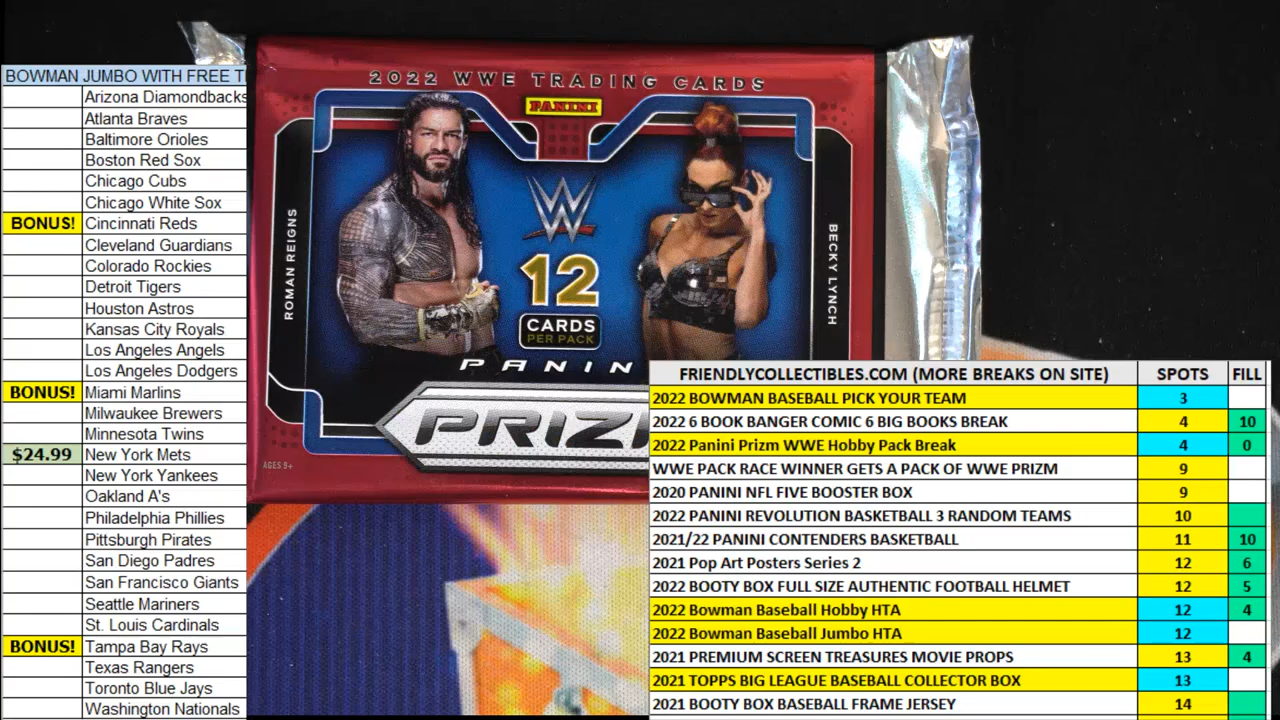 BOWMAN JUMBO WITH FREE
Arizona Diamondbacks
Atlanta Braves
Baltimore Orioles
Boston Red Sox
Chicago Cubs
Chicago White Sox
BONUS! Cincinnati Reds
Cleveland Guardians
Colorado Rockies
Detroit Tigers
Houston Astros
Kansas City Royals
Los Angeles Angels
Los Angeles Dodgers
BONUS! Miami Marlins
Milwaukee Brewers
Minnesota Twins
$24.99 New York Mets
New York Yankees
Oakland A's
Philadelphia Phillies
Pittsburgh Pirates
San Diego Padres
San Francisco Giants
Seattle Mariners
St. Louis Cardinals
BONUS! Tampa Bay Rays
Texas Rangers
Toronto Blue Jays
Washington Nationals
2022 WWE TRADING CARDS
PANINI
ROMAN REIGNS
W
BECKY LYNCH
12
CARDS
PER PACK
PANIN
PRIZ
AGES 9+
FRIENDLYCOLLECTIBLES.COM (MORE BREAKS ON SITE) SPOTS FILL
2022 BOWMAN BASEBALL PICK YOUR TEAM 3
2022 6 BOOK BANGER COMIC 6 BIG BOOKS BREAK 4 10
2022 Panini Prizm WWE Hobby Pack Break 4 0
WWE PACK RACE WINNER GETS A PACK OF WWE PRIZM 9
2020 PANINI NFL FIVE BOOSTER BOX 9
2022 PANINI REVOLUTION BASKETBALL 3 RANDOM TEAMS 10
2021/22 PANINI CONTENDERS BASKETBALL 11 10
2021 Pop Art Posters Series 2 12 6
2022 BOOTY BOX FULL SIZE AUTHENTIC FOOTBALL HELMET 12 5
2022 Bowman Baseball Hobby HTA 12 4
2022 Bowman Baseball Jumbo HTA 12
2021 PREMIUM SCREEN TREASURES MOVIE PROPS 13 4
2021 TOPPS BIG LEAGUE BASEBALL COLLECTOR BOX 13
2021 BOOTY BOX BASEBALL FRAME JERSEY 14